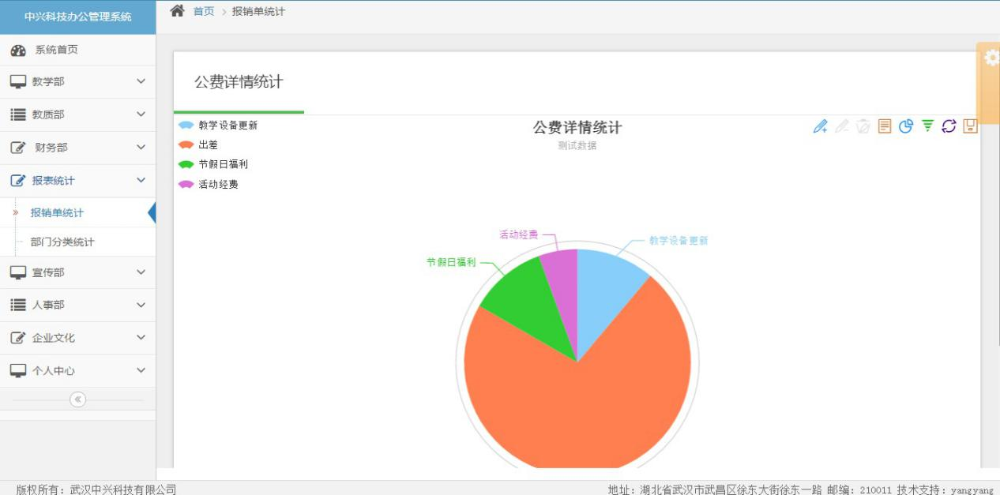 中兴科技办公管理系统
首页 > 报销单统计
系统首页
教学部
教质部
财务部
报表统计
报销单统计
部门分类统计
宣传部
人事部
企业文化
个人中心
公费详情统计
教学设备更新
出差
节假日福利
活动经费
公费详情统计
测试数据
活动经费
教学设备更新
节假日福利
版权所有：武汉中兴科技有限公司
地址：湖北省武汉市武昌区徐东大街徐东一路 邮编：210011 技术支持：yangyang